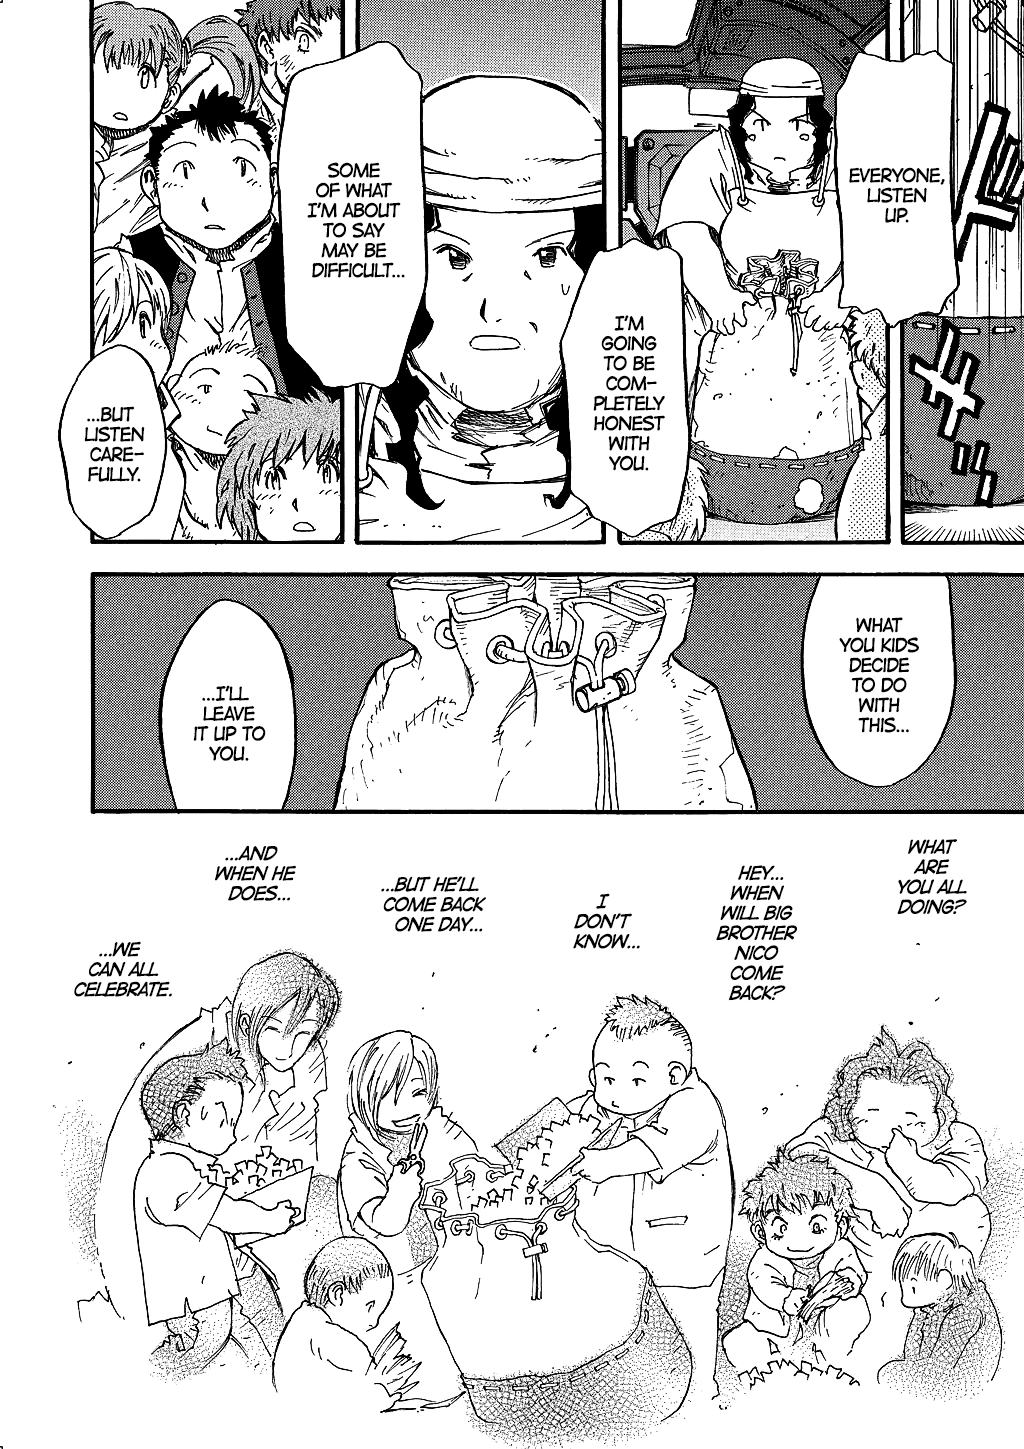 EVERYONE,
LISTEN
UP.
I'M
GOING
TO BE
COM-
PLETELY
HONEST
WITH
YOU.
SOME
OF WHAT
I'M ABOUT
TO SAY
MAY BE
DIFFICULT...
...BUT
LISTEN
CARE-
FULLY.
WHAT
YOU KIDS
DECIDE
TO DO
WITH
THIS...
...I'LL
LEAVE
IT UP TO
YOU.
WHAT
ARE
YOU ALL
DOING?
HEY...
WHEN
WILL BIG
BROTHER
NICO
COME
BACK?
I
DON'T
KNOW...
...BUT HE'LL
COME BACK
ONE DAY...
...AND
WHEN HE
DOES...
...WE
CAN ALL
CELEBRATE.